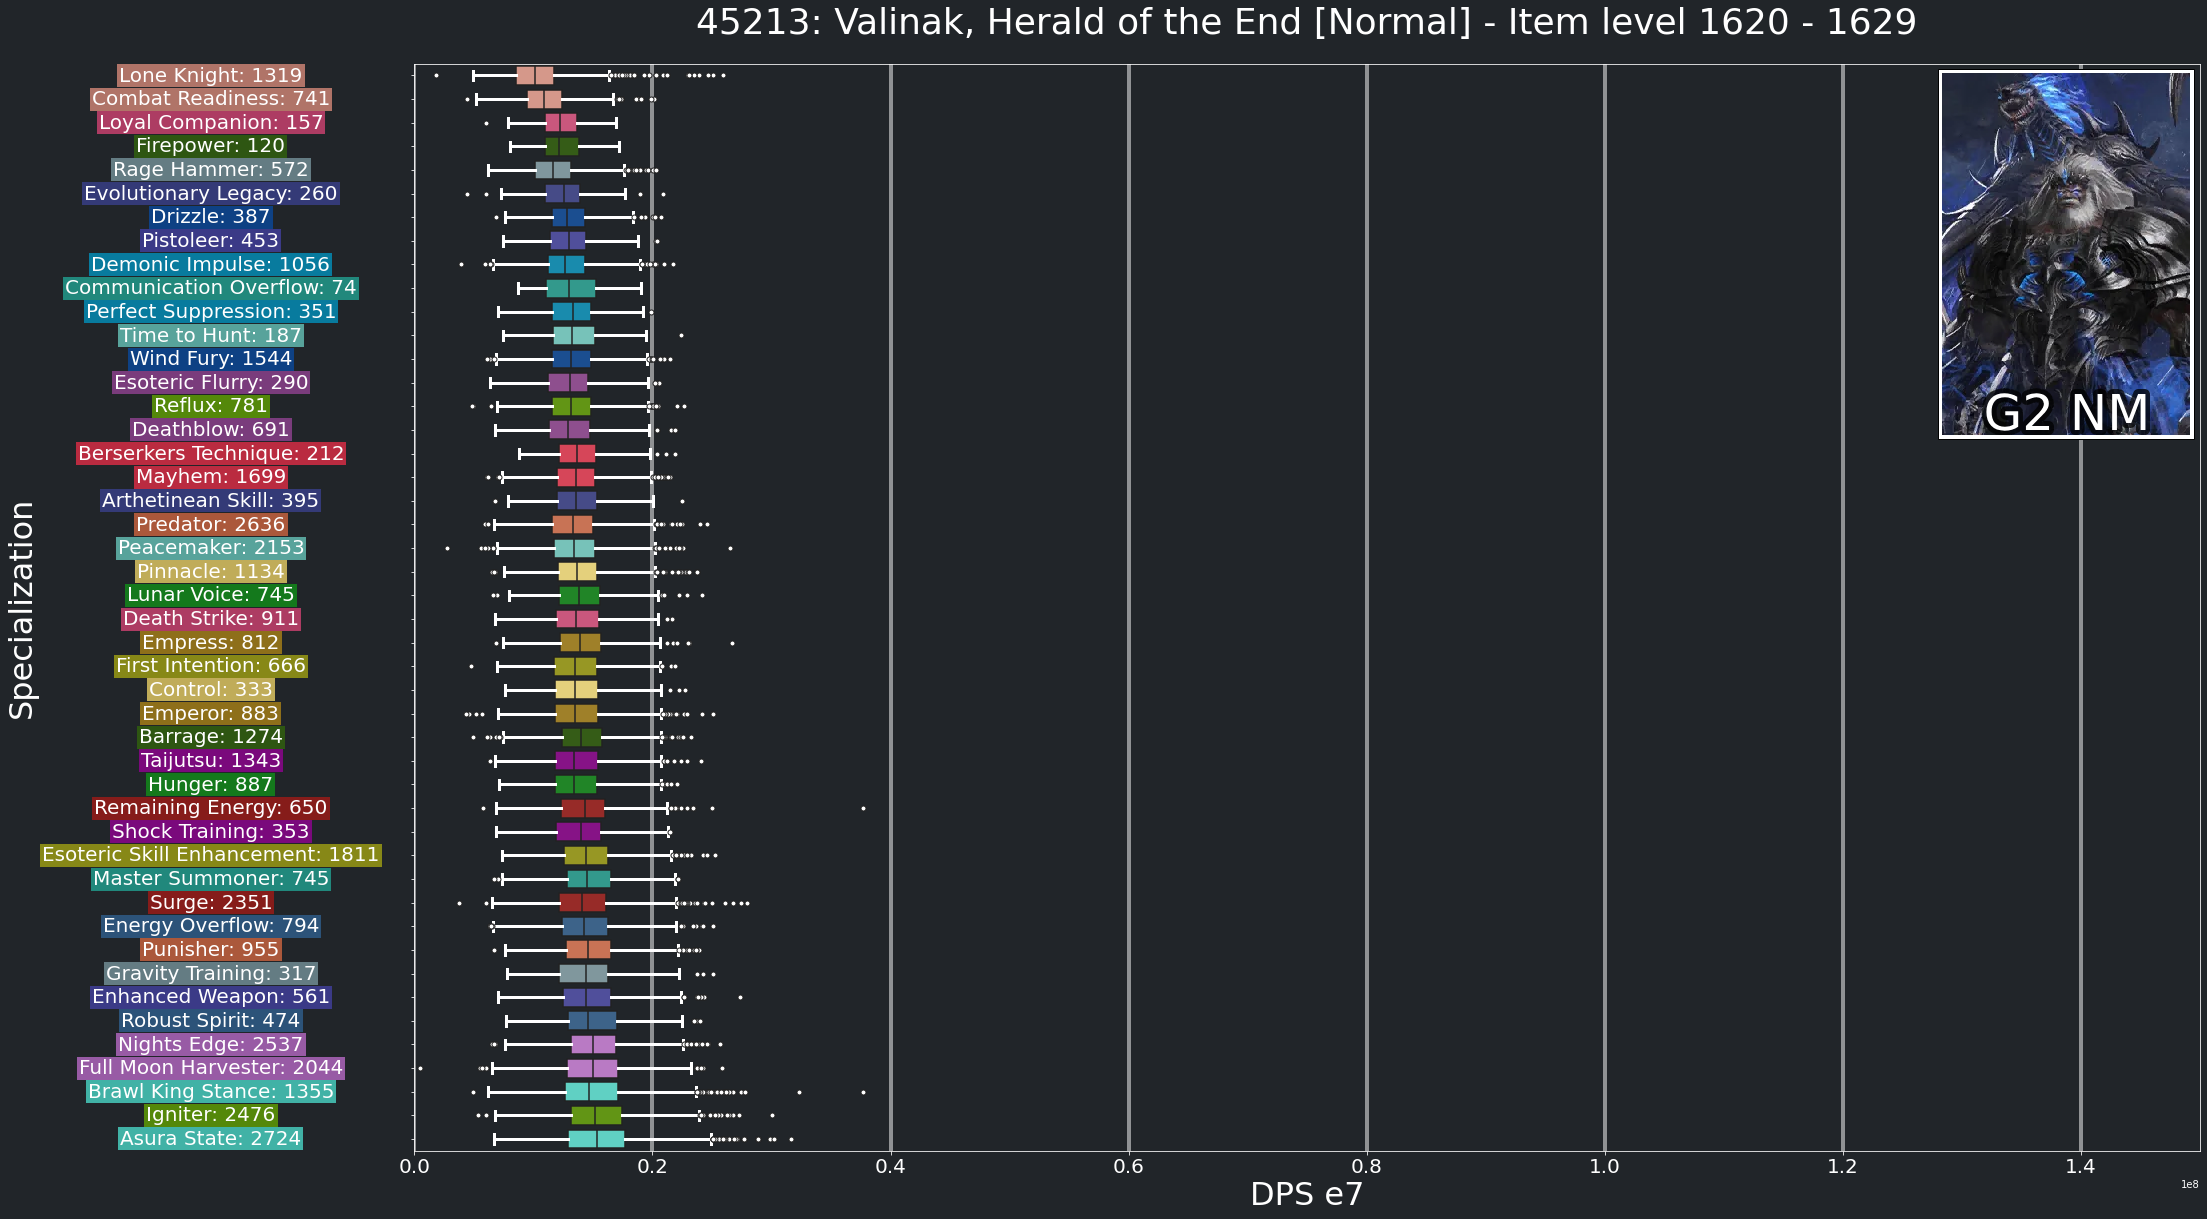 45213: Valinak, Herald of the End [Normal] - Item level 1620 - 1629
Lone Knight: 1319
Combat Readiness: 741
Loyal Companion: 157
Firepower: 120
Rage Hammer: 572
Evolutionary Legacy: 260
Drizzle: 387
Pistoleer: 453
Demonic Impulse: 1056
Communication Overflow: 74
Perfect Suppression: 351
Time to Hunt: 187
Wind Fury: 1544
Esoteric Flurry: 290
Reflux: 781
Deathblow: 691
Berserkers Technique: 212
Mayhem: 1699
Arthetinean Skill: 395
Predator: 2636
Peacemaker: 2153
Pinnacle: 1134
Lunar Voice: 745
Death Strike: 911
Empress: 812
First Intention: 666
Control: 333
Emperor: 883
Barrage: 1274
Taijutsu: 1343
Hunger: 887
Remaining Energy: 650
Shock Training: 353
Esoteric Skill Enhancement: 1811
Master Summoner: 745
Surge: 2351
Energy Overflow: 794
Punisher: 955
Gravity Training: 317
Enhanced Weapon: 561
Robust Spirit: 474
Nights Edge: 2537
Full Moon Harvester: 2044
Brawl King Stance: 1355
Igniter: 2476
Asura State: 2724
Specialization
G2 NM
0.0 0.2 0.4 0.6 0.8 1.0 1.2 1.4
DPS e7
1e8